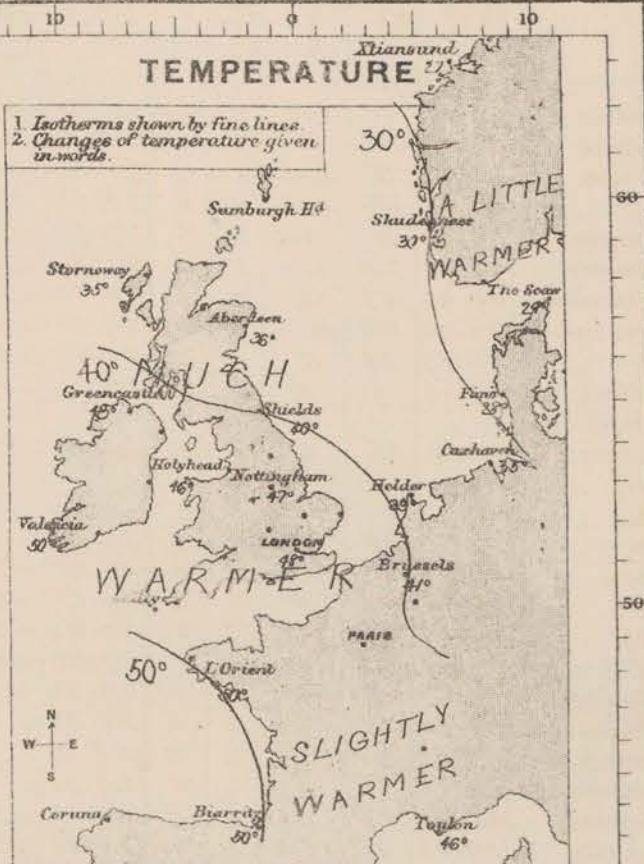 10 0 10
TEMPERATURE
1. Isotherms shown by fine lines.
2. Changes of temperature given
in words.
Xtiansund
27°
30°
60
Sumburgh Hd
A LITTLE
WARMER
Skudesnaes
30°
Stornoway
35°
The Scaw
29°
Aberdeen
36°
40°
MUCH
Greencastle
Shields
40°
Fano
Cuxhaven
33°
Holyhead
46°
Nottingham
47°
Helder
39°
Valencia
50°
LONDON
48°
Brussels
41°
WARMER
50
PARIS
50°
L'Orient
50°
N
W E
S
SLIGHTLY
WARMER
Coruna
Biarritz
50°
Toulon
46°